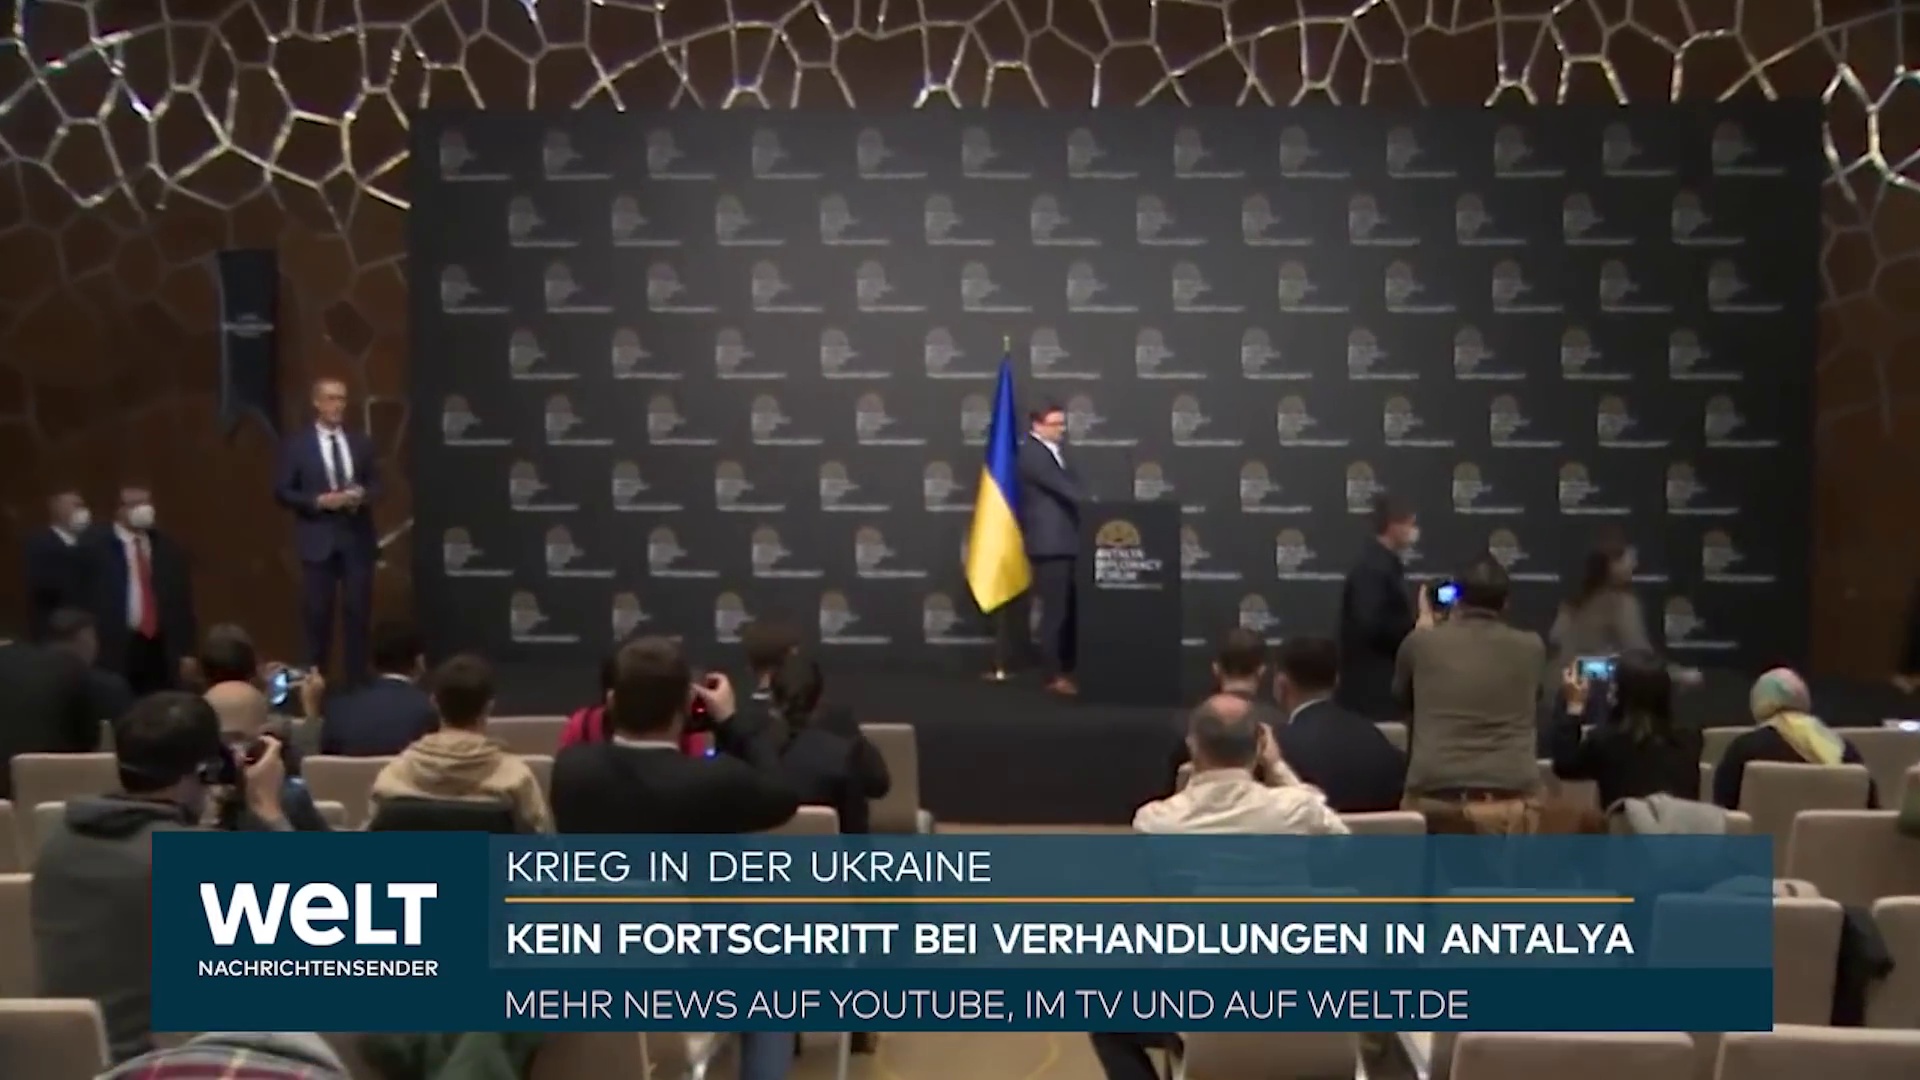 ANTALYA
DIPLOMACY
FORUM
KRIEG IN DER UKRAINE
welt
NACHRICHTENSENDER
KEIN FORTSCHRITT BEI VERHANDLUNGEN IN ANTALYA
MEHR NEWS AUF YOUTUBE, IM TV UND AUF WELT.DE